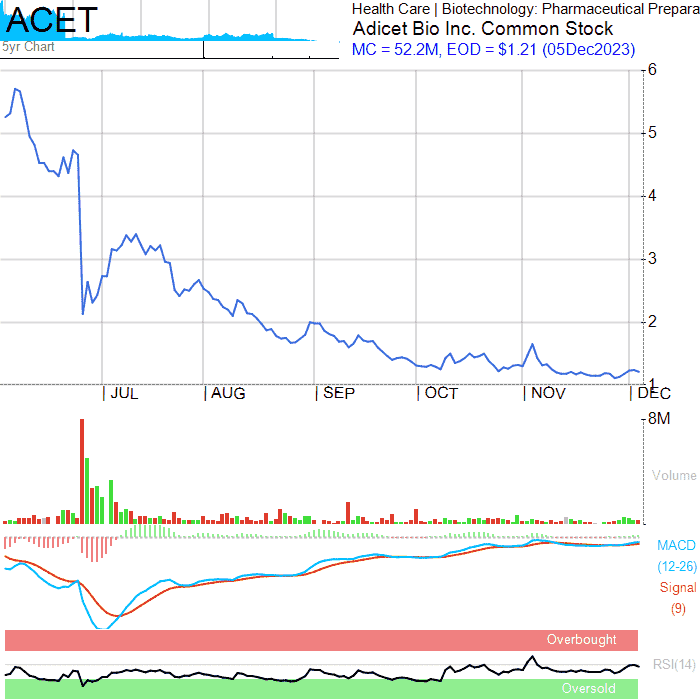 ACET
5yr Chart
Health Care | Biotechnology: Pharmaceutical Prepara
Adicet Bio Inc. Common Stock
MC = 52.2M, EOD = $1.21 (05Dec2023)
6
5
4
3
2
1
JUL
AUG
SEP
OCT
NOV
DEC
8M
Volume
MACD
(12-26)
Signal
(9)
Overbought
RSI(14)
Oversold